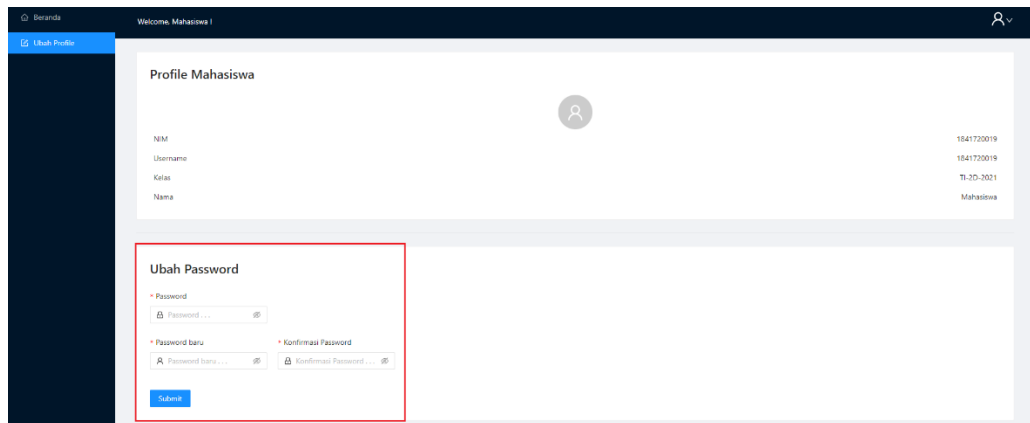 Beranda
Welcome, Mahasiswa !
Ubah Profile
Profile Mahasiswa
NIM 1841720019
Username 1841720019
Kelas TI-2D-2021
Nama Mahasiswa
Ubah Password
* Password
Password . . .
* Password baru * Konfirmasi Password
Password baru . . . Konfirmasi Password . . .
Submit